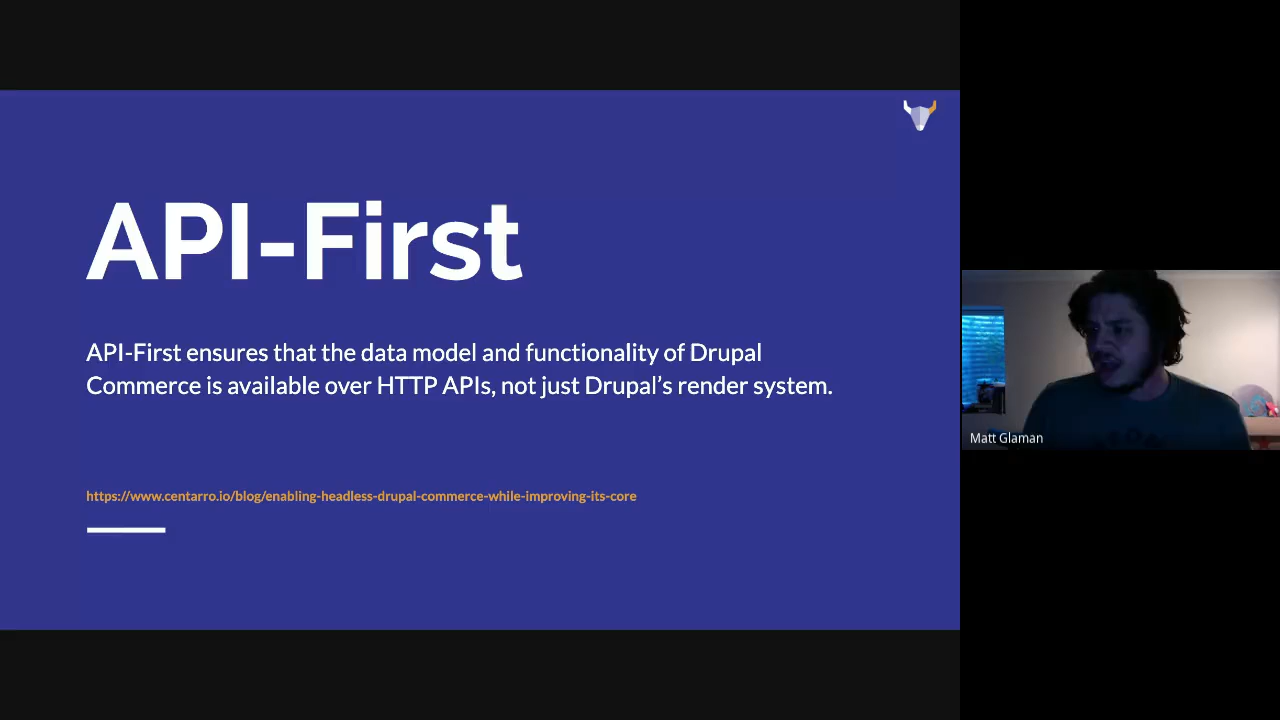 API-First
API-First ensures that the data model and functionality of Drupal
Commerce is available over HTTP APIs, not just Drupal’s render system.
https://www.centarro.io/blog/enabling-headless-drupal-commerce-while-improving-its-core
Matt Glaman